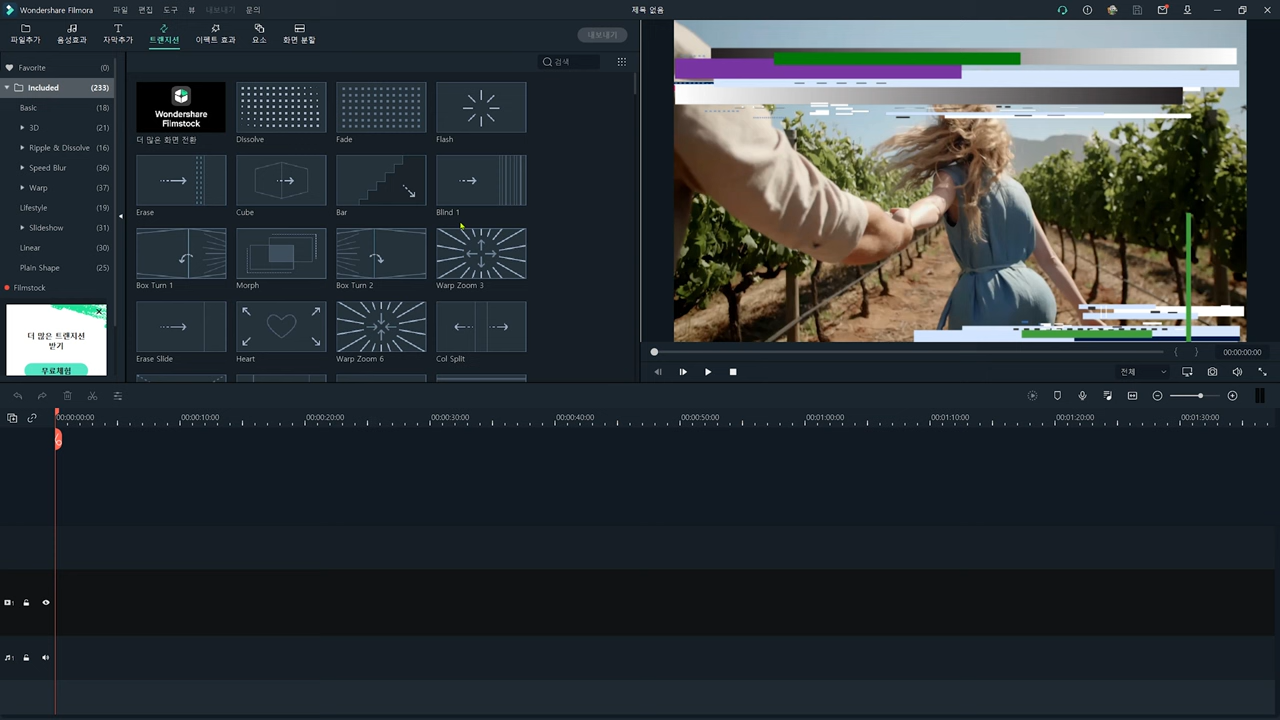 Wondershare Filmora
파일 편집 도구 뷰 내보내기 문의
제목 없음
파일추가 음성효과 자막추가 트랜지션 이펙트 효과 요소 화면 분할
내보내기
Favorite (0)
검색
Included (233)
Basic (18)
3D (21)
Ripple & Dissolve (16)
Speed Blur (36)
Warp (37)
Lifestyle (19)
Slideshow (31)
Linear (30)
Plain Shape (25)
Filmstock
더 많은 트랜지션
받기
무료체험
Wondershare
Filmstock
더 많은 화면 전환 Dissolve Fade Flash
Erase Cube Bar Blind 1
Box Turn 1 Morph Box Turn 2 Warp Zoom 3
Erase Slide Heart Warp Zoom 6 Col Split
00:00:00:00
전체
00:00:00:00 00:00:10:00 00:00:20:00 00:00:30:00 00:00:40:00 00:00:50:00 00:01:00:00 00:01:10:00 00:01:20:00 00:01:30:00
1
1